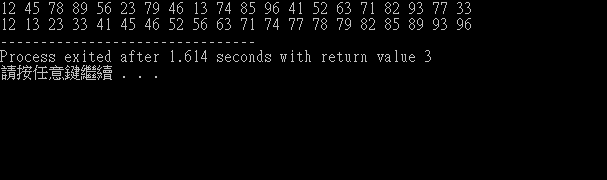 12 45 78 89 56 23 79 46 13 74 85 96 41 52 63 71 82 93 77 33
12 13 23 33 41 45 46 52 56 63 71 74 77 78 79 82 85 89 93 96
--------------------------------
Process exited after 1.614 seconds with return value 3
請按任意鍵繼續 . . .